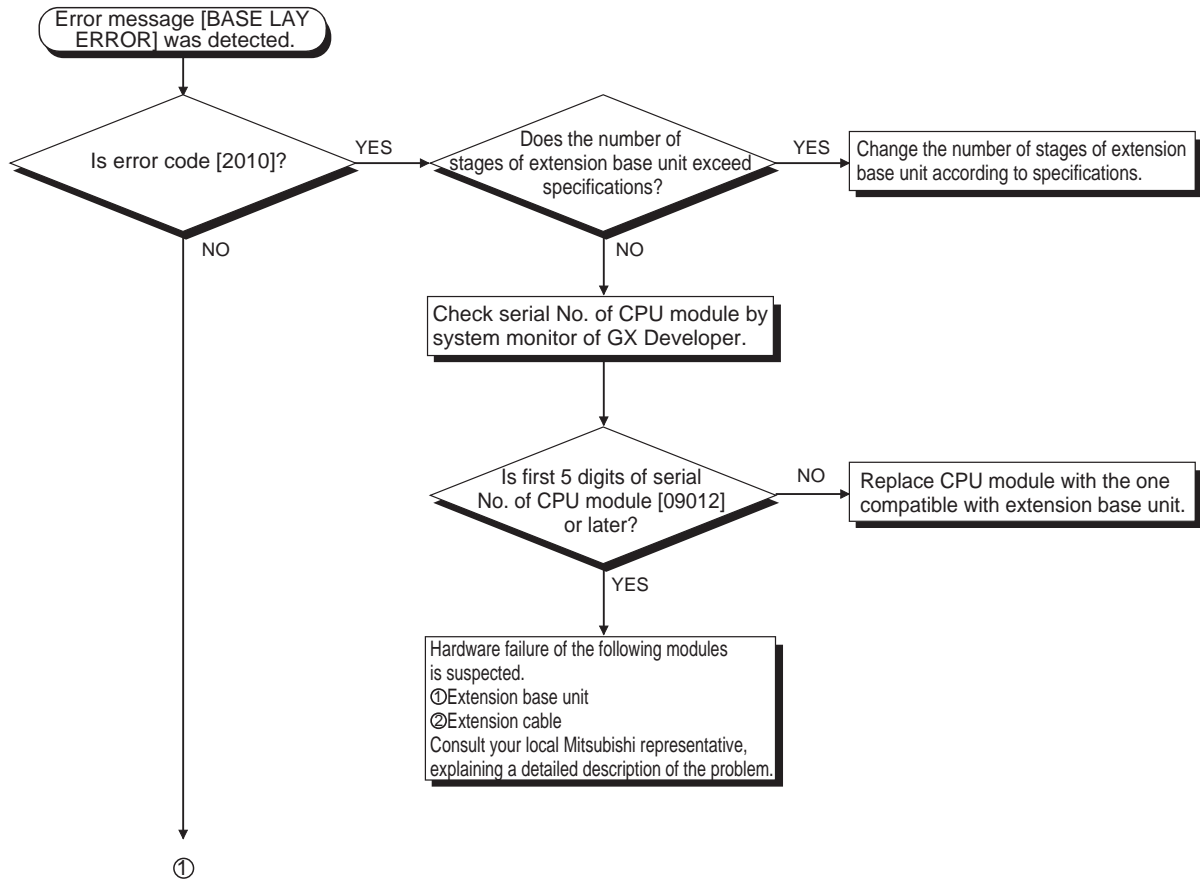 Error message [BASE LAY
ERROR] was detected.
Is error code [2010]?
YES
NO
Does the number of
stages of extension base unit exceed
specifications?
YES
Change the number of stages of extension
base unit according to specifications.
NO
Check serial No. of CPU module by
system monitor of GX Developer.
Is first 5 digits of serial
No. of CPU module [09012]
or later?
NO
Replace CPU module with the one
compatible with extension base unit.
YES
Hardware failure of the following modules
is suspected.
①Extension base unit
②Extension cable
Consult your local Mitsubishi representative,
explaining a detailed description of the problem.
①